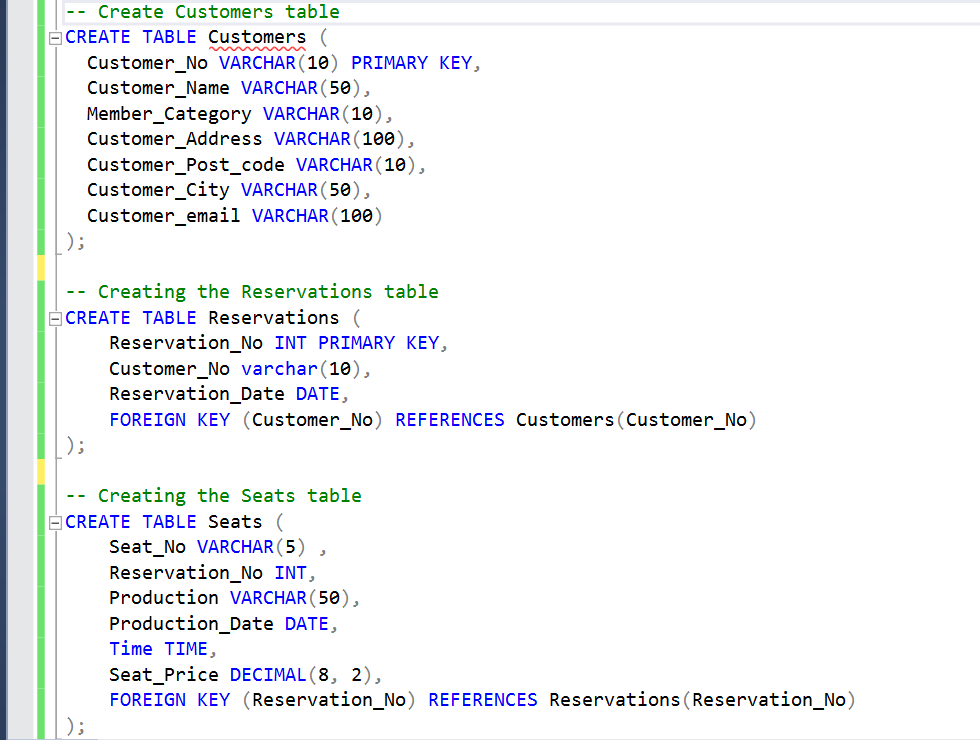 -- Create Customers table
CREATE TABLE Customers (
  Customer_No VARCHAR(10) PRIMARY KEY,
  Customer_Name VARCHAR(50),
  Member_Category VARCHAR(10),
  Customer_Address VARCHAR(100),
  Customer_Post_code VARCHAR(10),
  Customer_City VARCHAR(50),
  Customer_email VARCHAR(100)
);
-- Creating the Reservations table
CREATE TABLE Reservations (
    Reservation_No INT PRIMARY KEY,
    Customer_No varchar(10),
    Reservation_Date DATE,
    FOREIGN KEY (Customer_No) REFERENCES Customers(Customer_No)
);
-- Creating the Seats table
CREATE TABLE Seats (
    Seat_No VARCHAR(5) ,
    Reservation_No INT,
    Production VARCHAR(50),
    Production_Date DATE,
    Time TIME,
    Seat_Price DECIMAL(8, 2),
    FOREIGN KEY (Reservation_No) REFERENCES Reservations(Reservation_No)
);